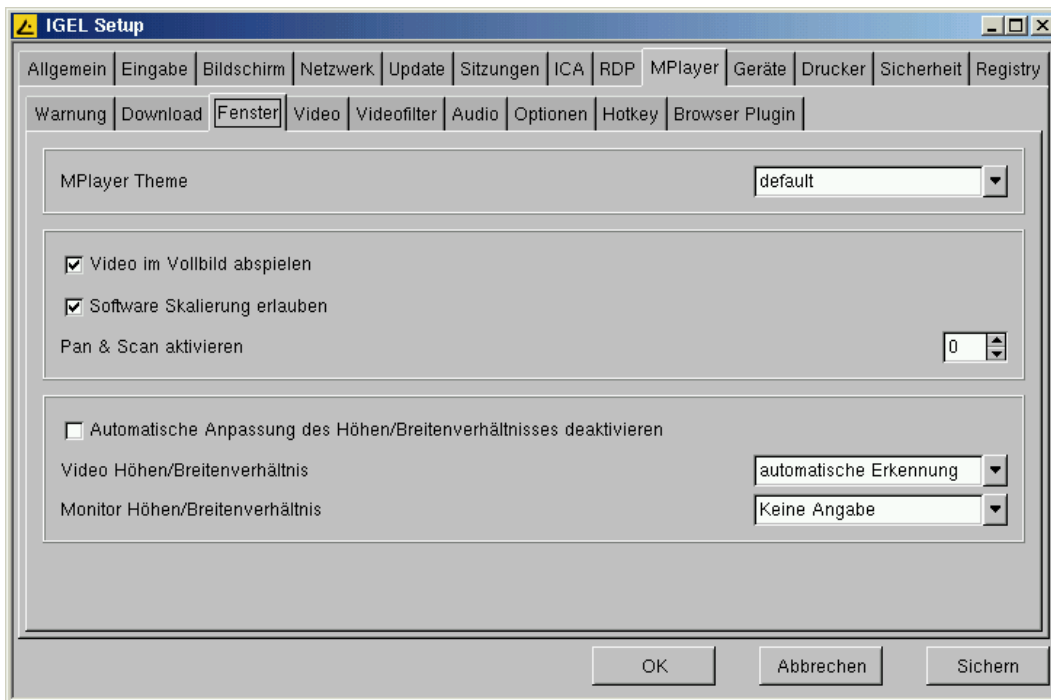 IGEL Setup
Allgemein Eingabe Bildschirm Netzwerk Update Sitzungen ICA RDP MPlayer Geräte Drucker Sicherheit Registry
Warnung Download Fenster Video Videofilter Audio Optionen Hotkey Browser Plugin
MPlayer Theme default
Video im Vollbild abspielen
Software Skalierung erlauben
Pan & Scan aktivieren 0
Automatische Anpassung des Höhen/Breitenverhältnisses deaktivieren
Video Höhen/Breitenverhältnis automatische Erkennung
Monitor Höhen/Breitenverhältnis Keine Angabe
OK Abbrechen Sichern